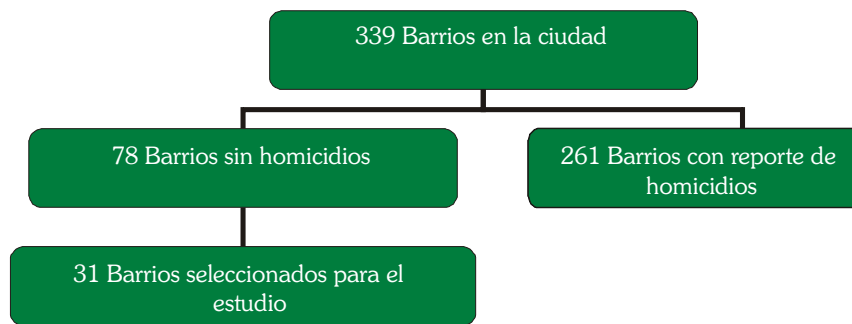 339 Barrios en la ciudad
78 Barrios sin homicidios
261 Barrios con reporte de
homicidios
31 Barrios seleccionados para el
estudio